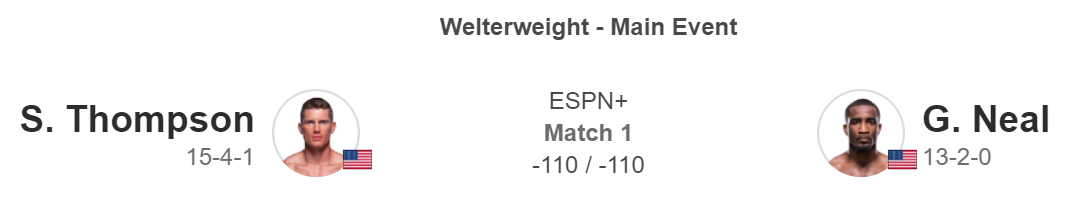 Welterweight - Main Event
S. Thompson
15-4-1
ESPN+
Match 1
-110 / -110
G. Neal
13-2-0